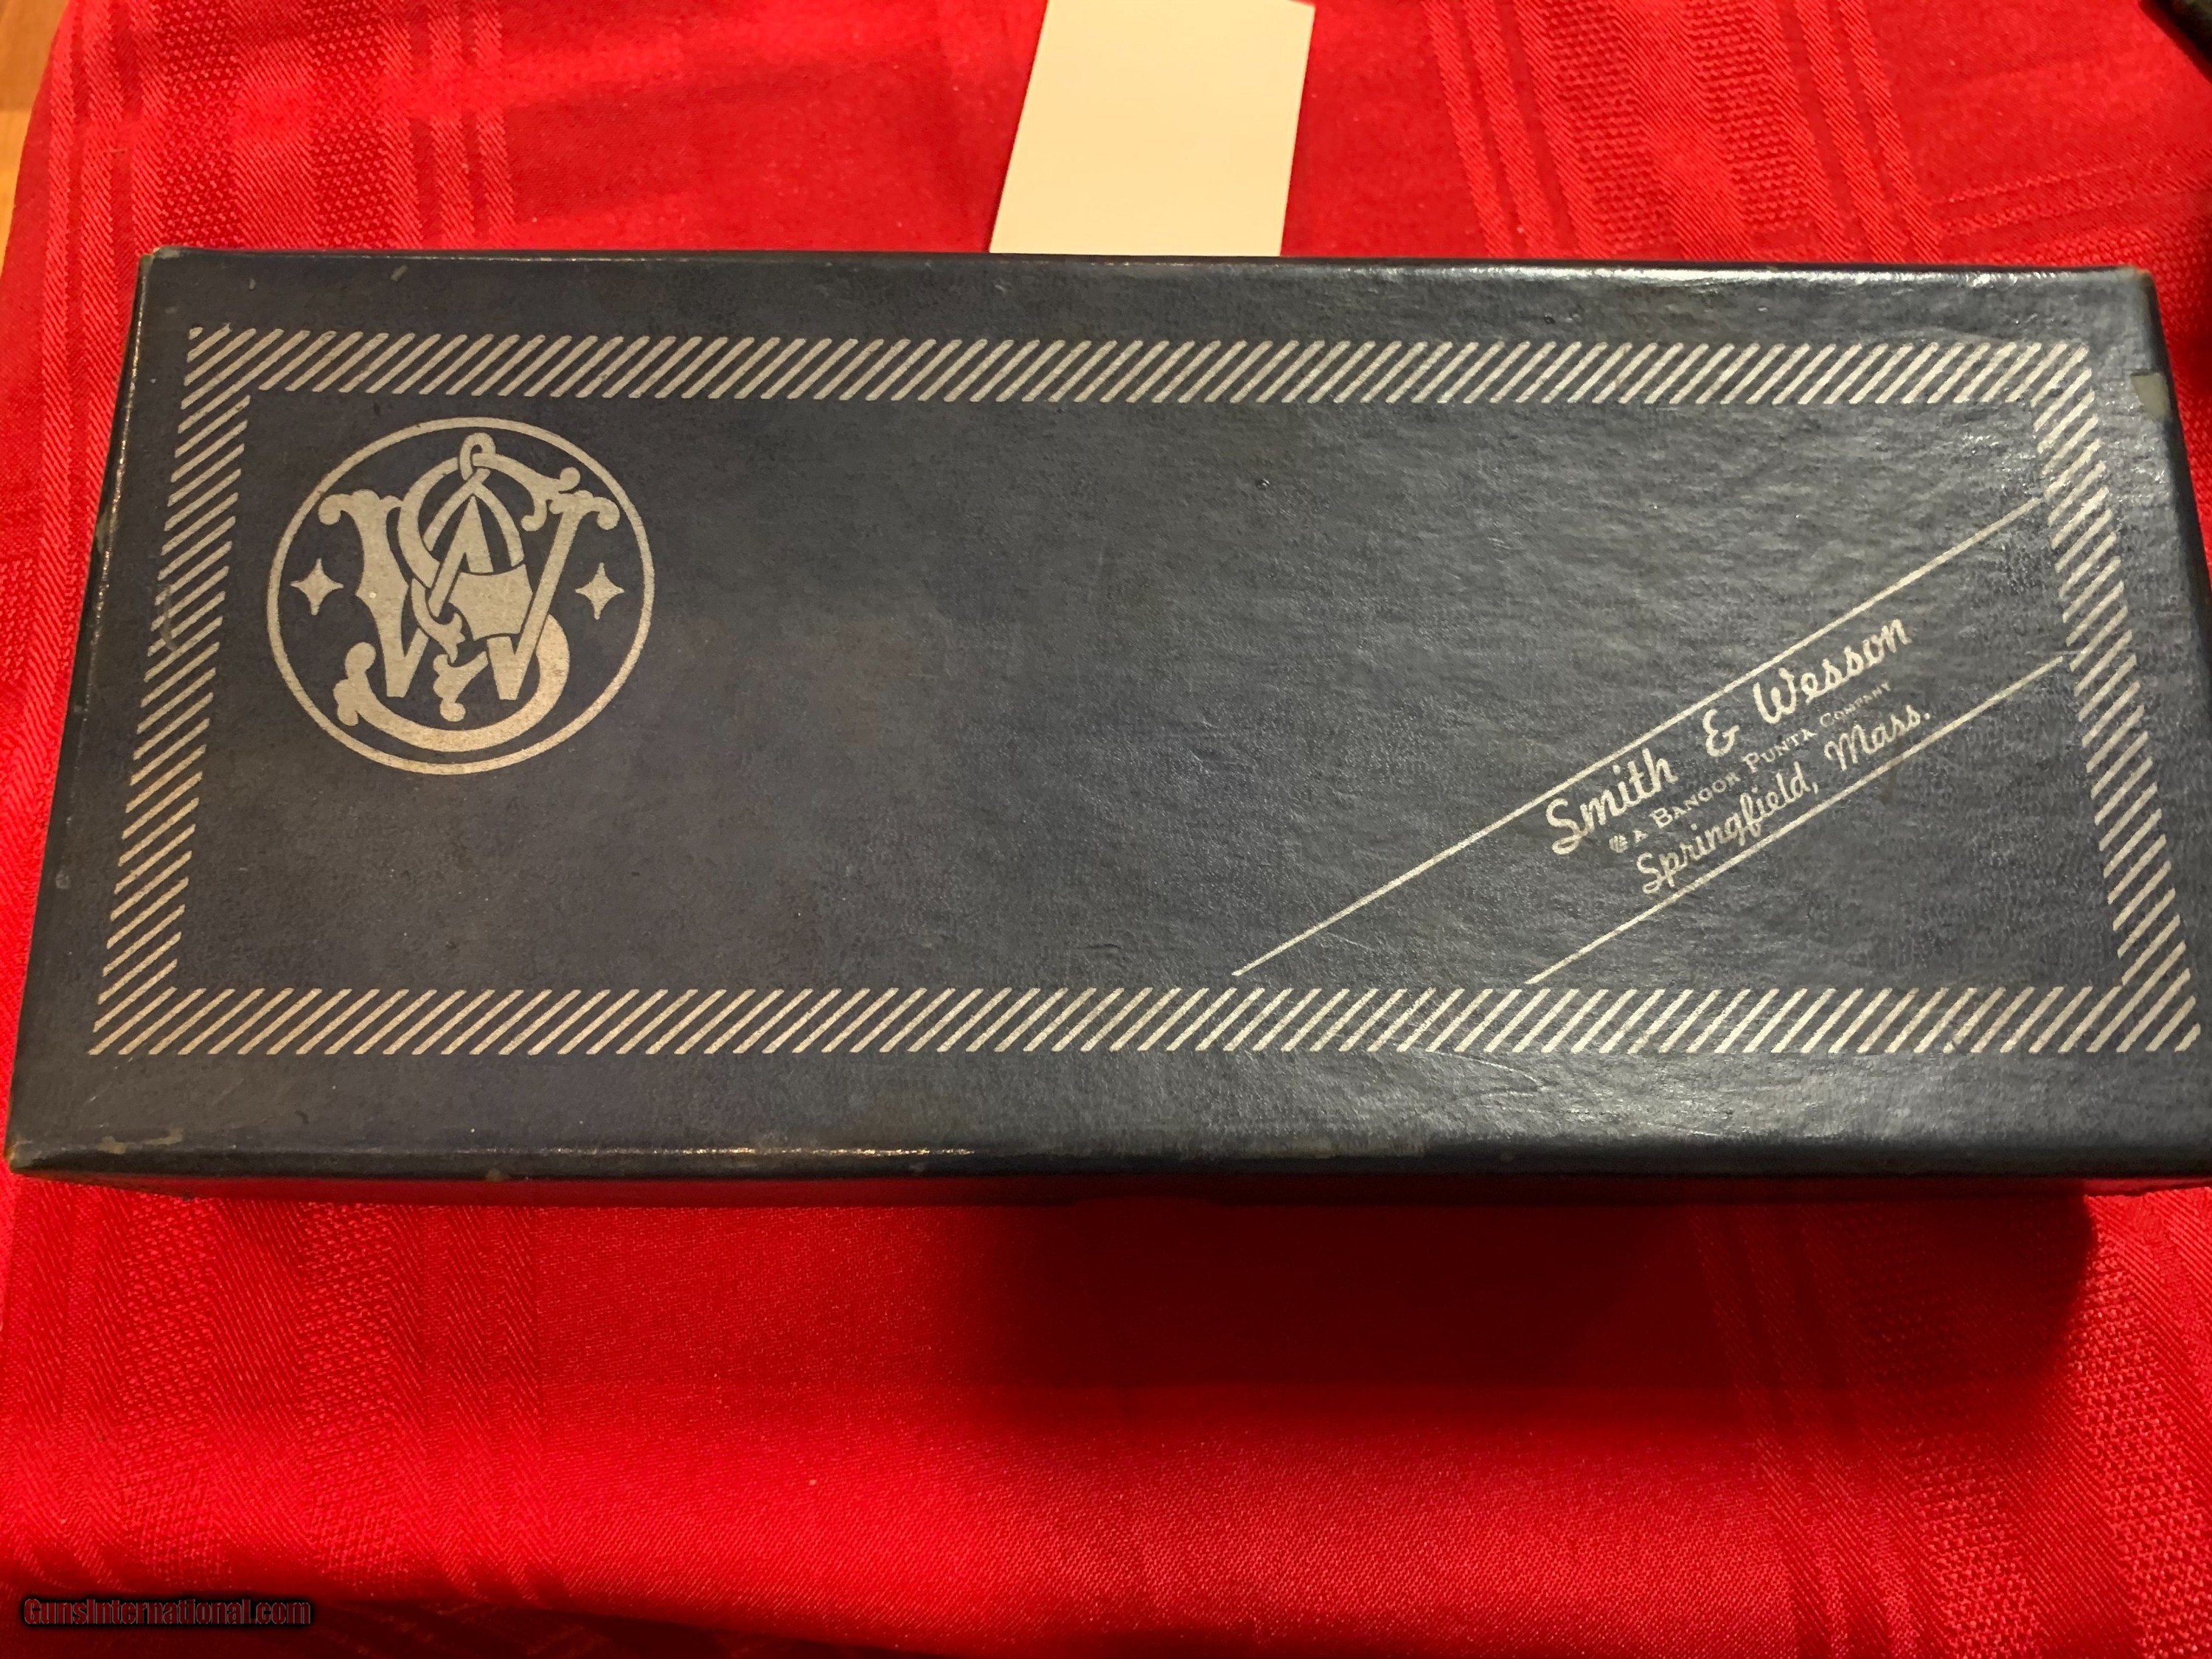 S&W
Smith & Wesson
A BANGOR PUNTA COMPANY
Springfield, Mass.
GunsInternational.com